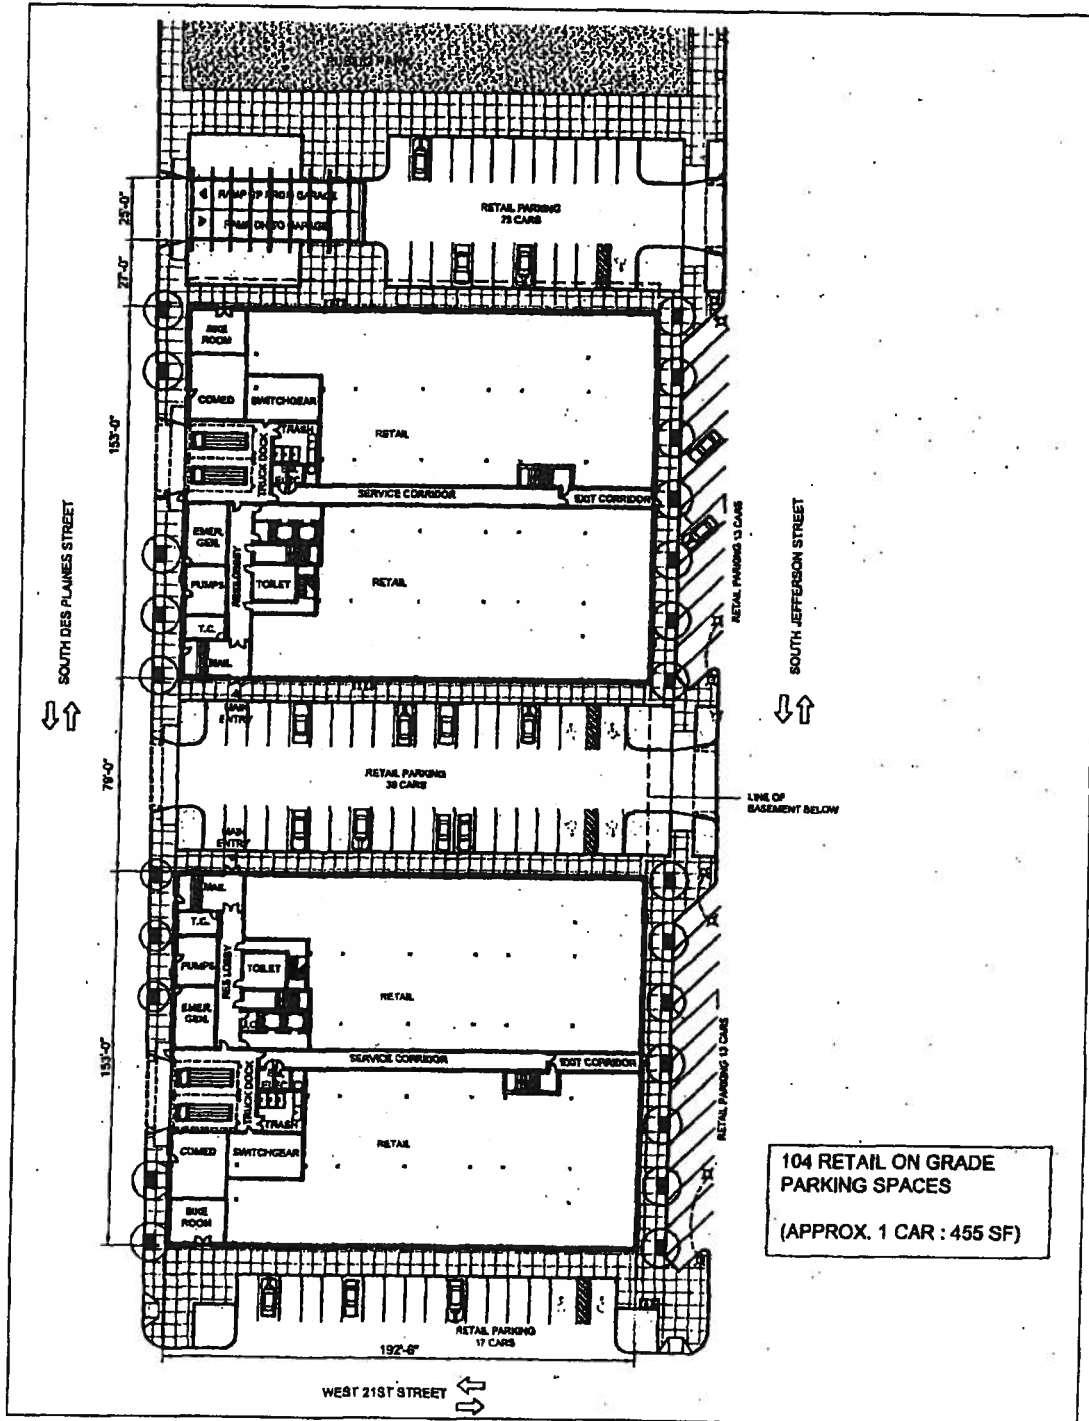 PUBLIC PARK
RAMP UP FROM GARAGE
RAMP DN TO GARAGE
RETAIL PARKING
25'-0"
27'-0"
BIKE
ROOM
COMED
SWITCHGEAR
TRASH
RETAIL
TRUCK DOCK
ELEC
153'-0"
SERVICE CORRIDOR
EXIT CORRIDOR
EMER.
GEN.
RES LOBBY
PUMPS
TOILET
RETAIL
T.C.
MAIL
RETAIL PARKING 13 CARS
SOUTH DES PLAINES STREET
SOUTH JEFFERSON STREET
MAIN
ENTRY
RETAIL PARKING
79'-0"
LINE OF
BASEMENT BELOW
MAIN
ENTRY
MAIL
T.C.
PUMPS
RES LOBBY
TOILET
RETAIL
EMER.
GEN.
153'-0"
SERVICE CORRIDOR
EXIT CORRIDOR
TRUCK DOCK
ELEC
TRASH
RETAIL
COMED
SWITCHGEAR
BIKE
ROOM
RETAIL PARKING 13 CARS
104 RETAIL ON GRADE
PARKING SPACES
(APPROX. 1 CAR : 455 SF)
RETAIL PARKING
17 CARS
192'-6"
WEST 21ST STREET